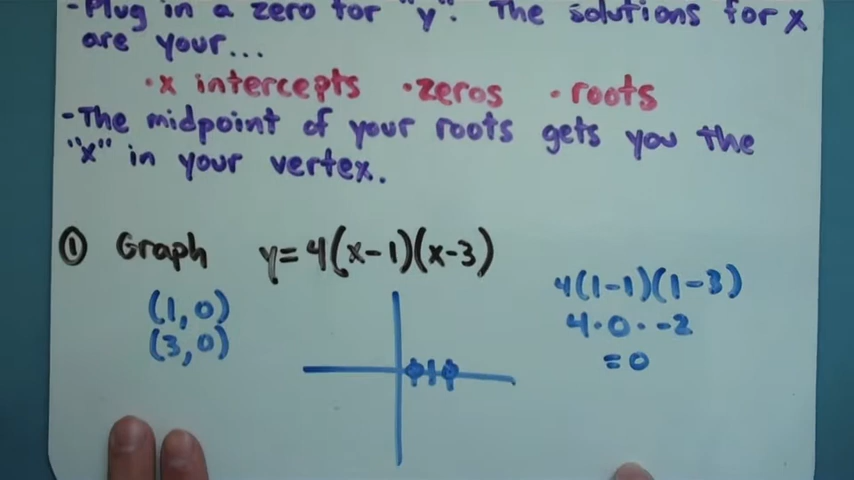 - Plug in a zero for "y". The solutions for x
are your...
• x intercepts • zeros • roots
- The midpoint of your roots gets you the
"x" in your vertex.
① Graph y=4(x-1)(x-3)
(1,0)
(3,0)
4(1-1)(1-3)
4·0·-2
=0